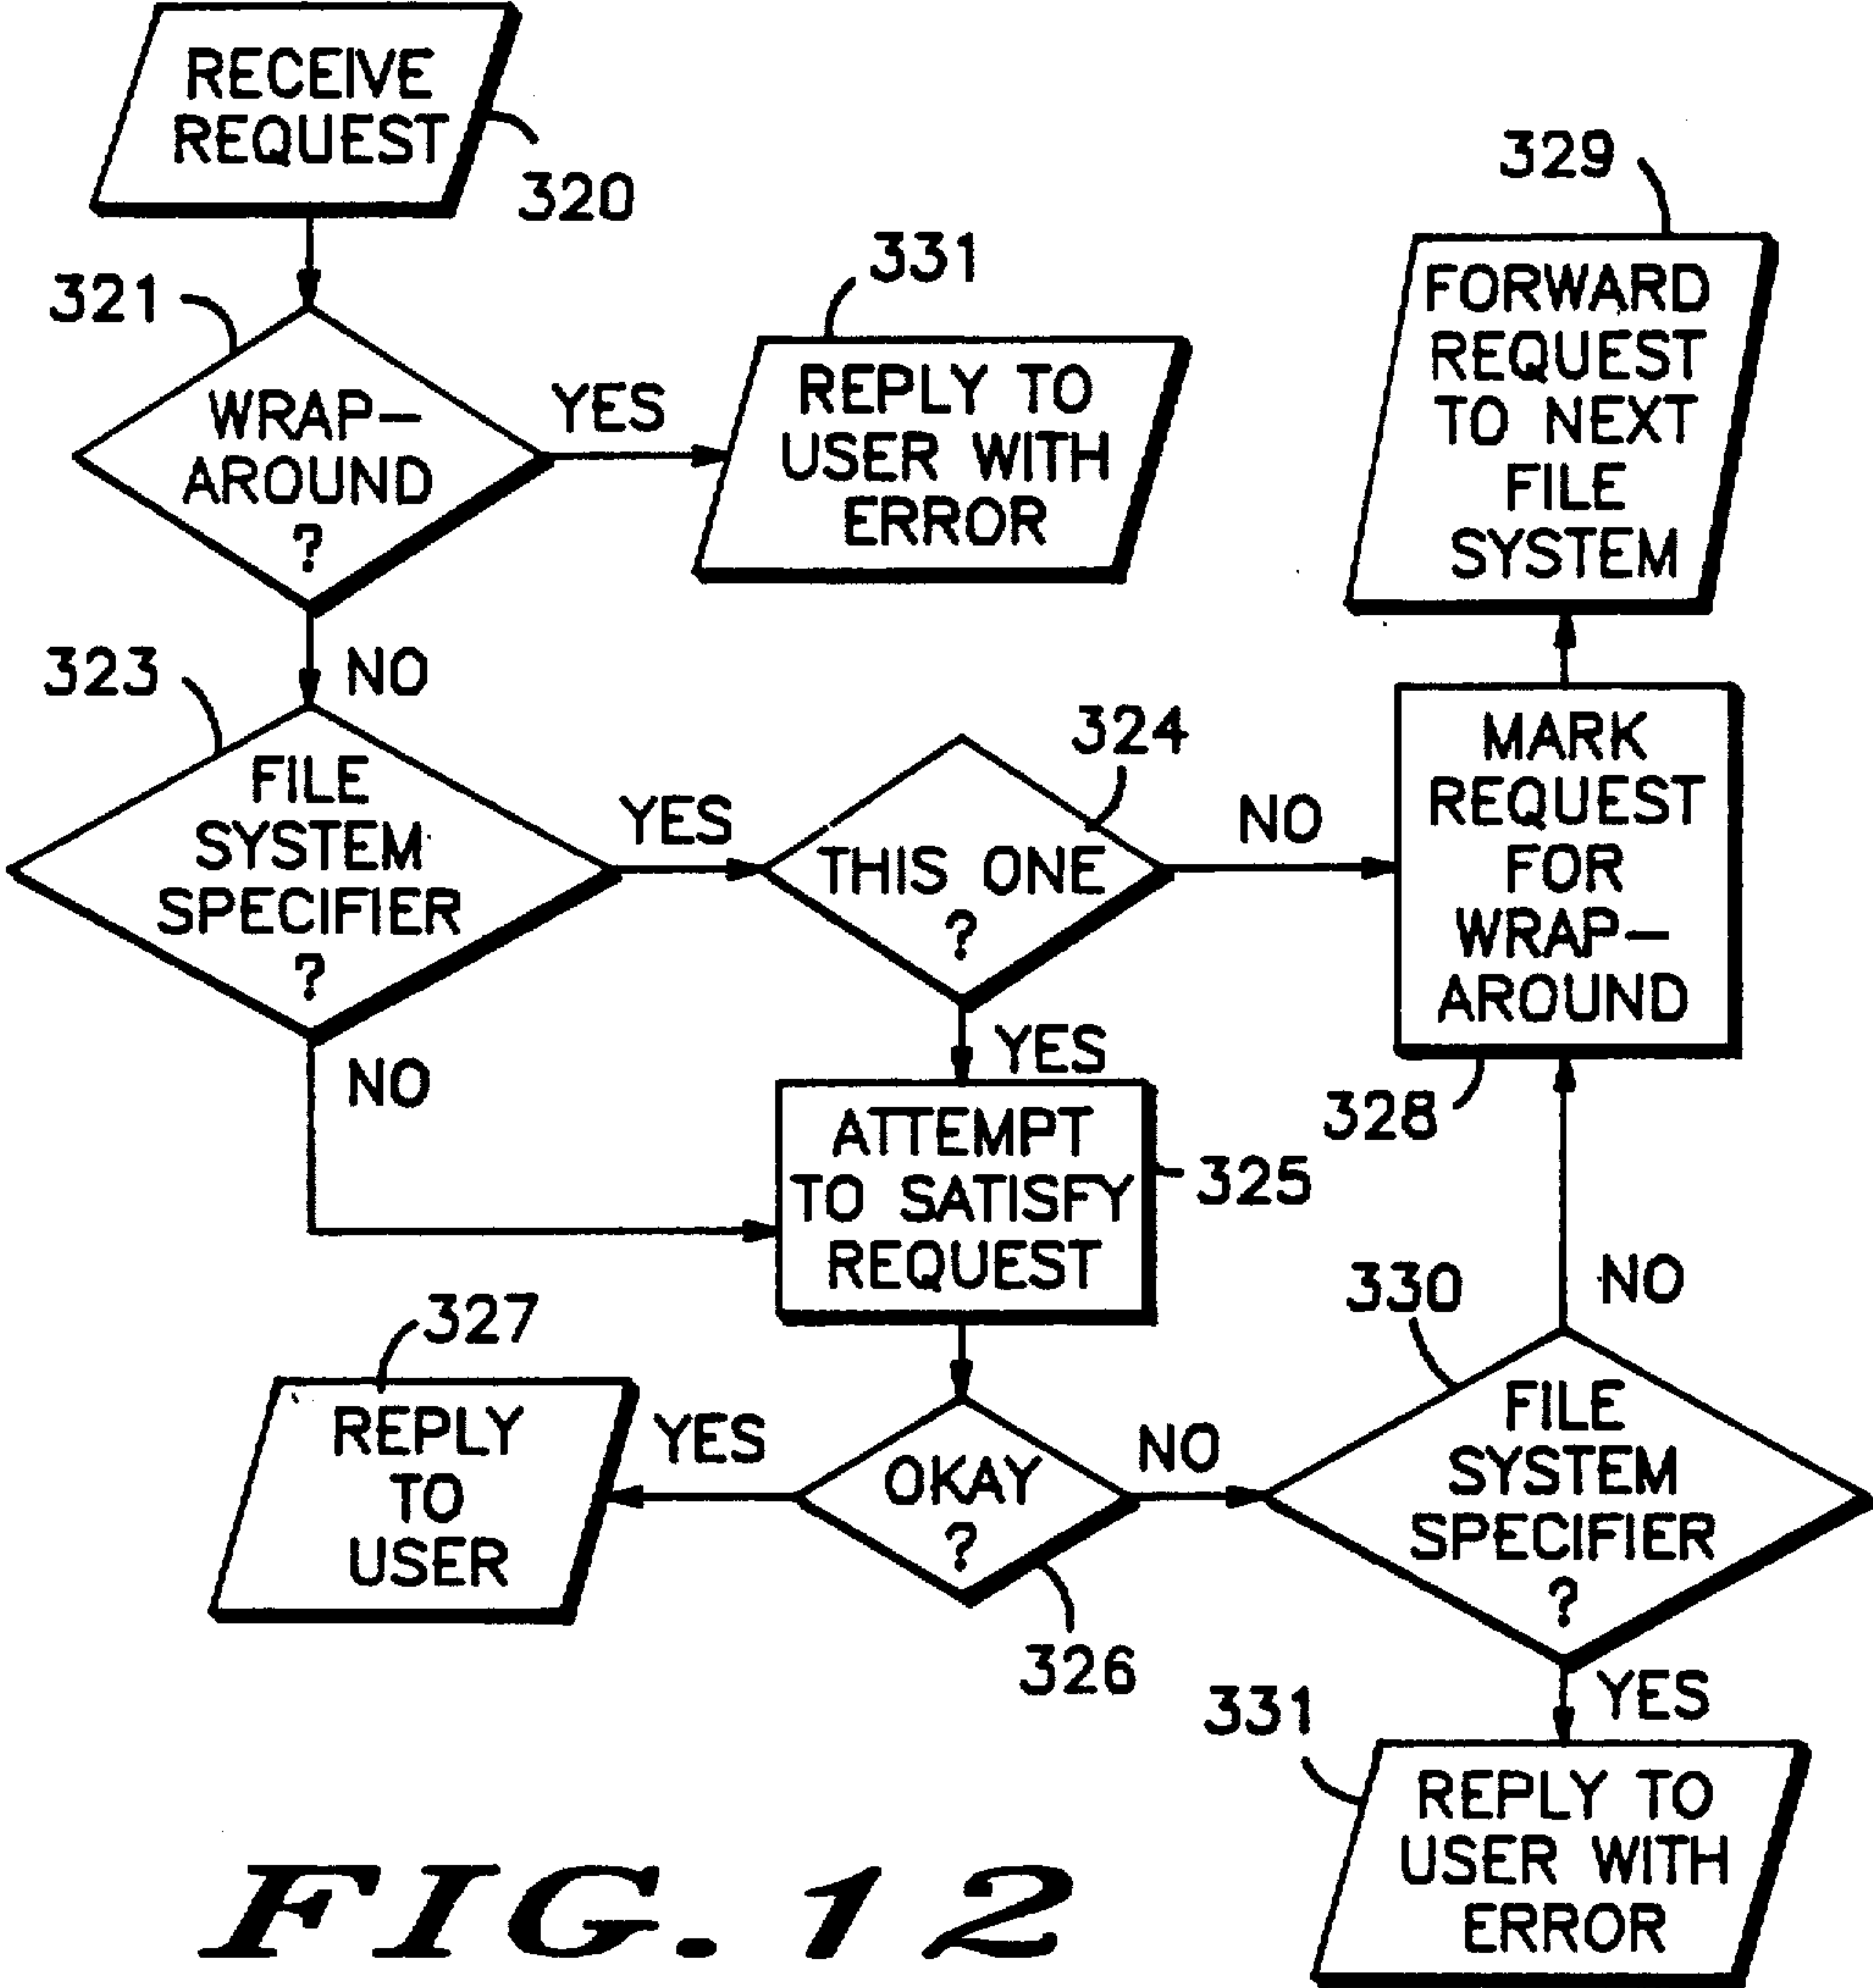 RECEIVE
REQUEST
320
321
WRAP-
AROUND
?
YES
331
REPLY TO
USER WITH
ERROR
329
FORWARD
REQUEST
TO NEXT
FILE
SYSTEM
NO
323
FILE
SYSTEM
SPECIFIER
?
YES
324
THIS ONE
?
NO
MARK
REQUEST
FOR
WRAP-
AROUND
328
NO
YES
ATTEMPT
TO SATISFY
REQUEST
325
327
REPLY
TO
USER
YES
OKAY
?
326
NO
330
NO
FILE
SYSTEM
SPECIFIER
?
YES
331
REPLY TO
USER WITH
ERROR
FIG. 12